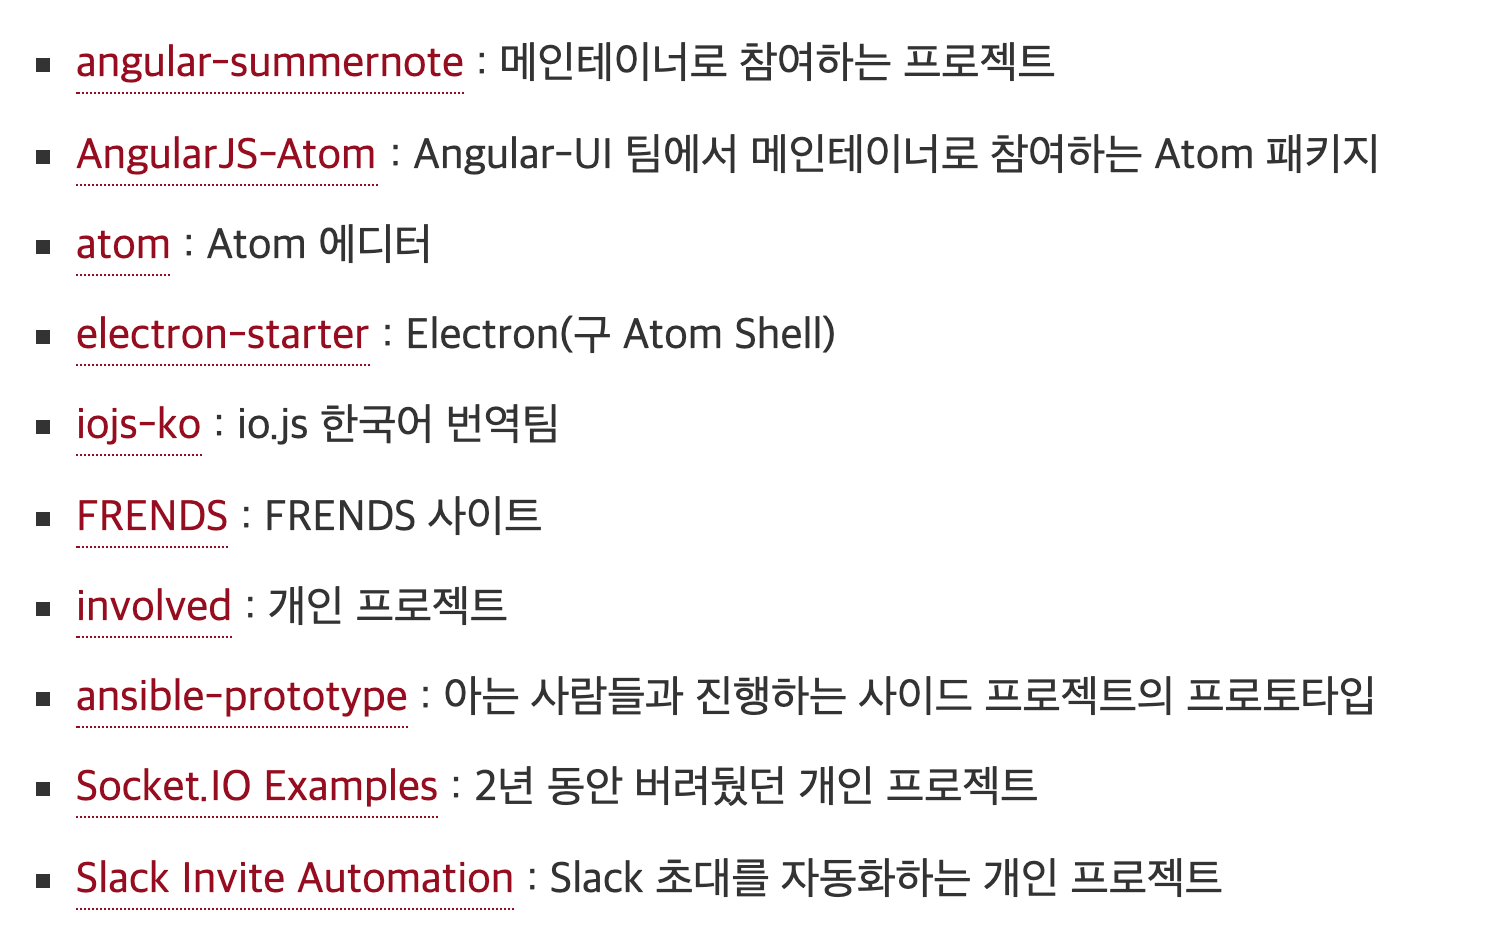 angular-summernote : 메인테이너로 참여하는 프로젝트
AngularJS-Atom : Angular-UI 팀에서 메인테이너로 참여하는 Atom 패키지
atom : Atom 에디터
electron-starter : Electron(구 Atom Shell)
iojs-ko : io.js 한국어 번역팀
FRENDS : FRENDS 사이트
involved : 개인 프로젝트
ansible-prototype : 아는 사람들과 진행하는 사이드 프로젝트의 프로토타입
Socket.IO Examples : 2년 동안 버려뒀던 개인 프로젝트
Slack Invite Automation : Slack 초대를 자동화하는 개인 프로젝트